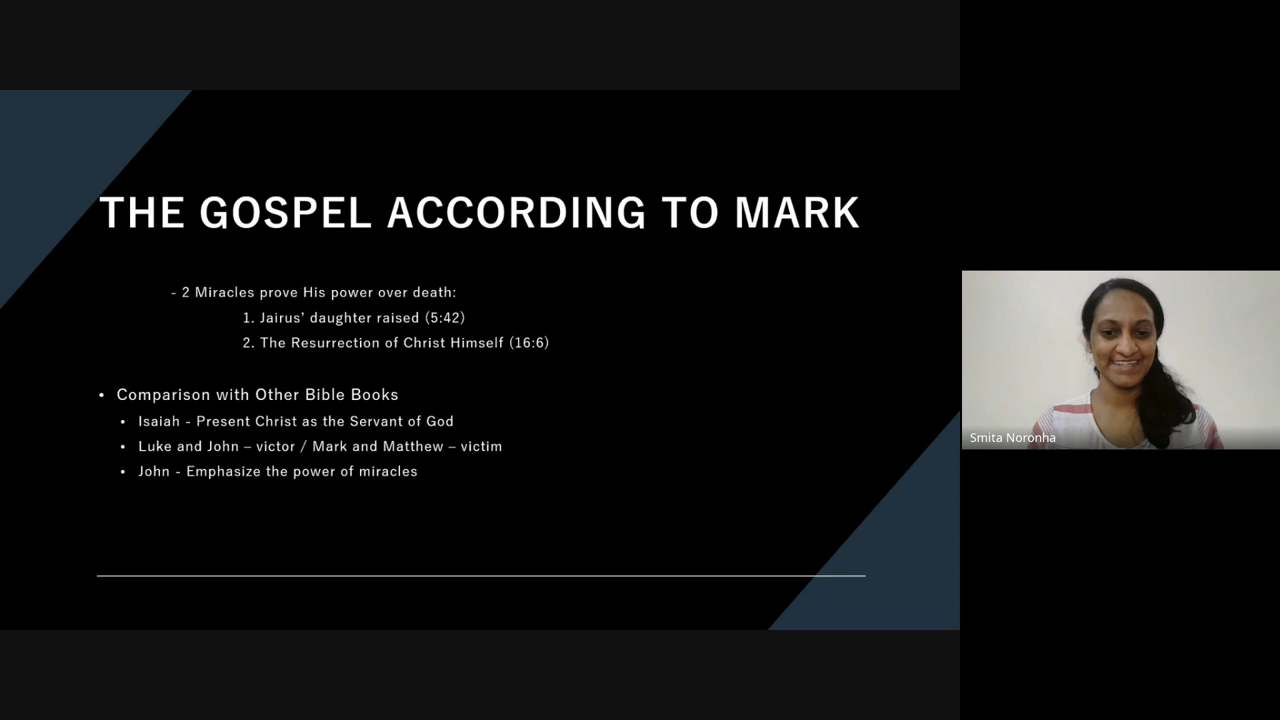 THE GOSPEL ACCORDING TO MARK
- 2 Miracles prove His power over death:
1. Jairus’ daughter raised (5:42)
2. The Resurrection of Christ Himself (16:6)
• Comparison with Other Bible Books
• Isaiah - Present Christ as the Servant of God
• Luke and John – victor / Mark and Matthew – victim
• John - Emphasize the power of miracles
Smita Noronha